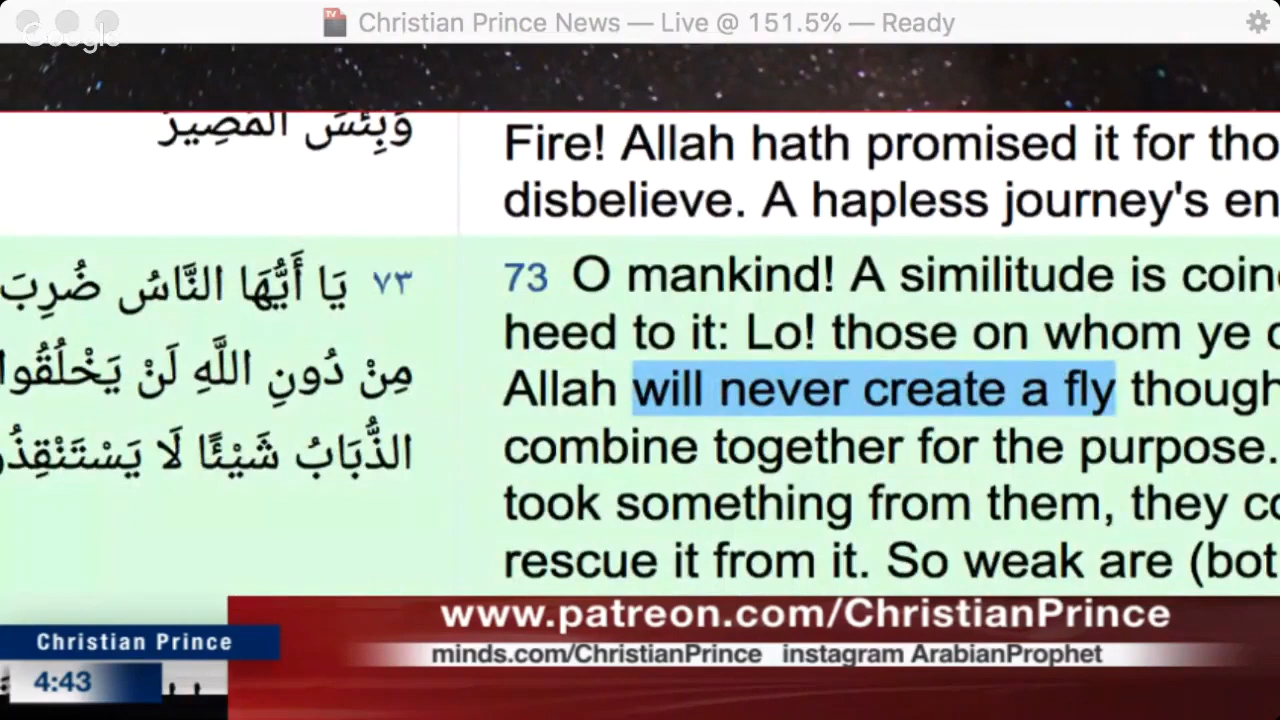 Christian Prince News — Live @ 151.5% — Ready
Google
وَبِئْسَ الْمَصِيرُ
Fire! Allah hath promised it for tho
disbelieve. A hapless journey's en
٧٣ يَا أَيُّهَا النَّاسُ ضُرِبَ
مِنْ دُونِ اللَّهِ لَنْ يَخْلُقُوا
الذُّبَابُ شَيْئًا لَا يَسْتَنْقِذُو
73 O mankind! A similitude is coin
heed to it: Lo! those on whom ye c
Allah will never create a fly though
combine together for the purpose.
took something from them, they co
rescue it from it. So weak are (bot
www.patreon.com/ChristianPrince
minds.com/ChristianPrince instagram ArabianProphet
Christian Prince
4:43